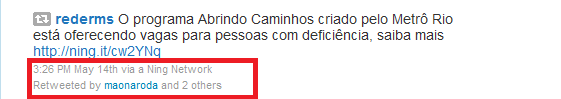 rederms O programa Abrindo Caminhos criado pelo Metrô Rio
está oferecendo vagas para pessoas com deficiência, saiba mais
http://ning.it/cw2YNq
3:26 PM May 14th via a Ning Network
Retweeted by maonaroda and 2 others